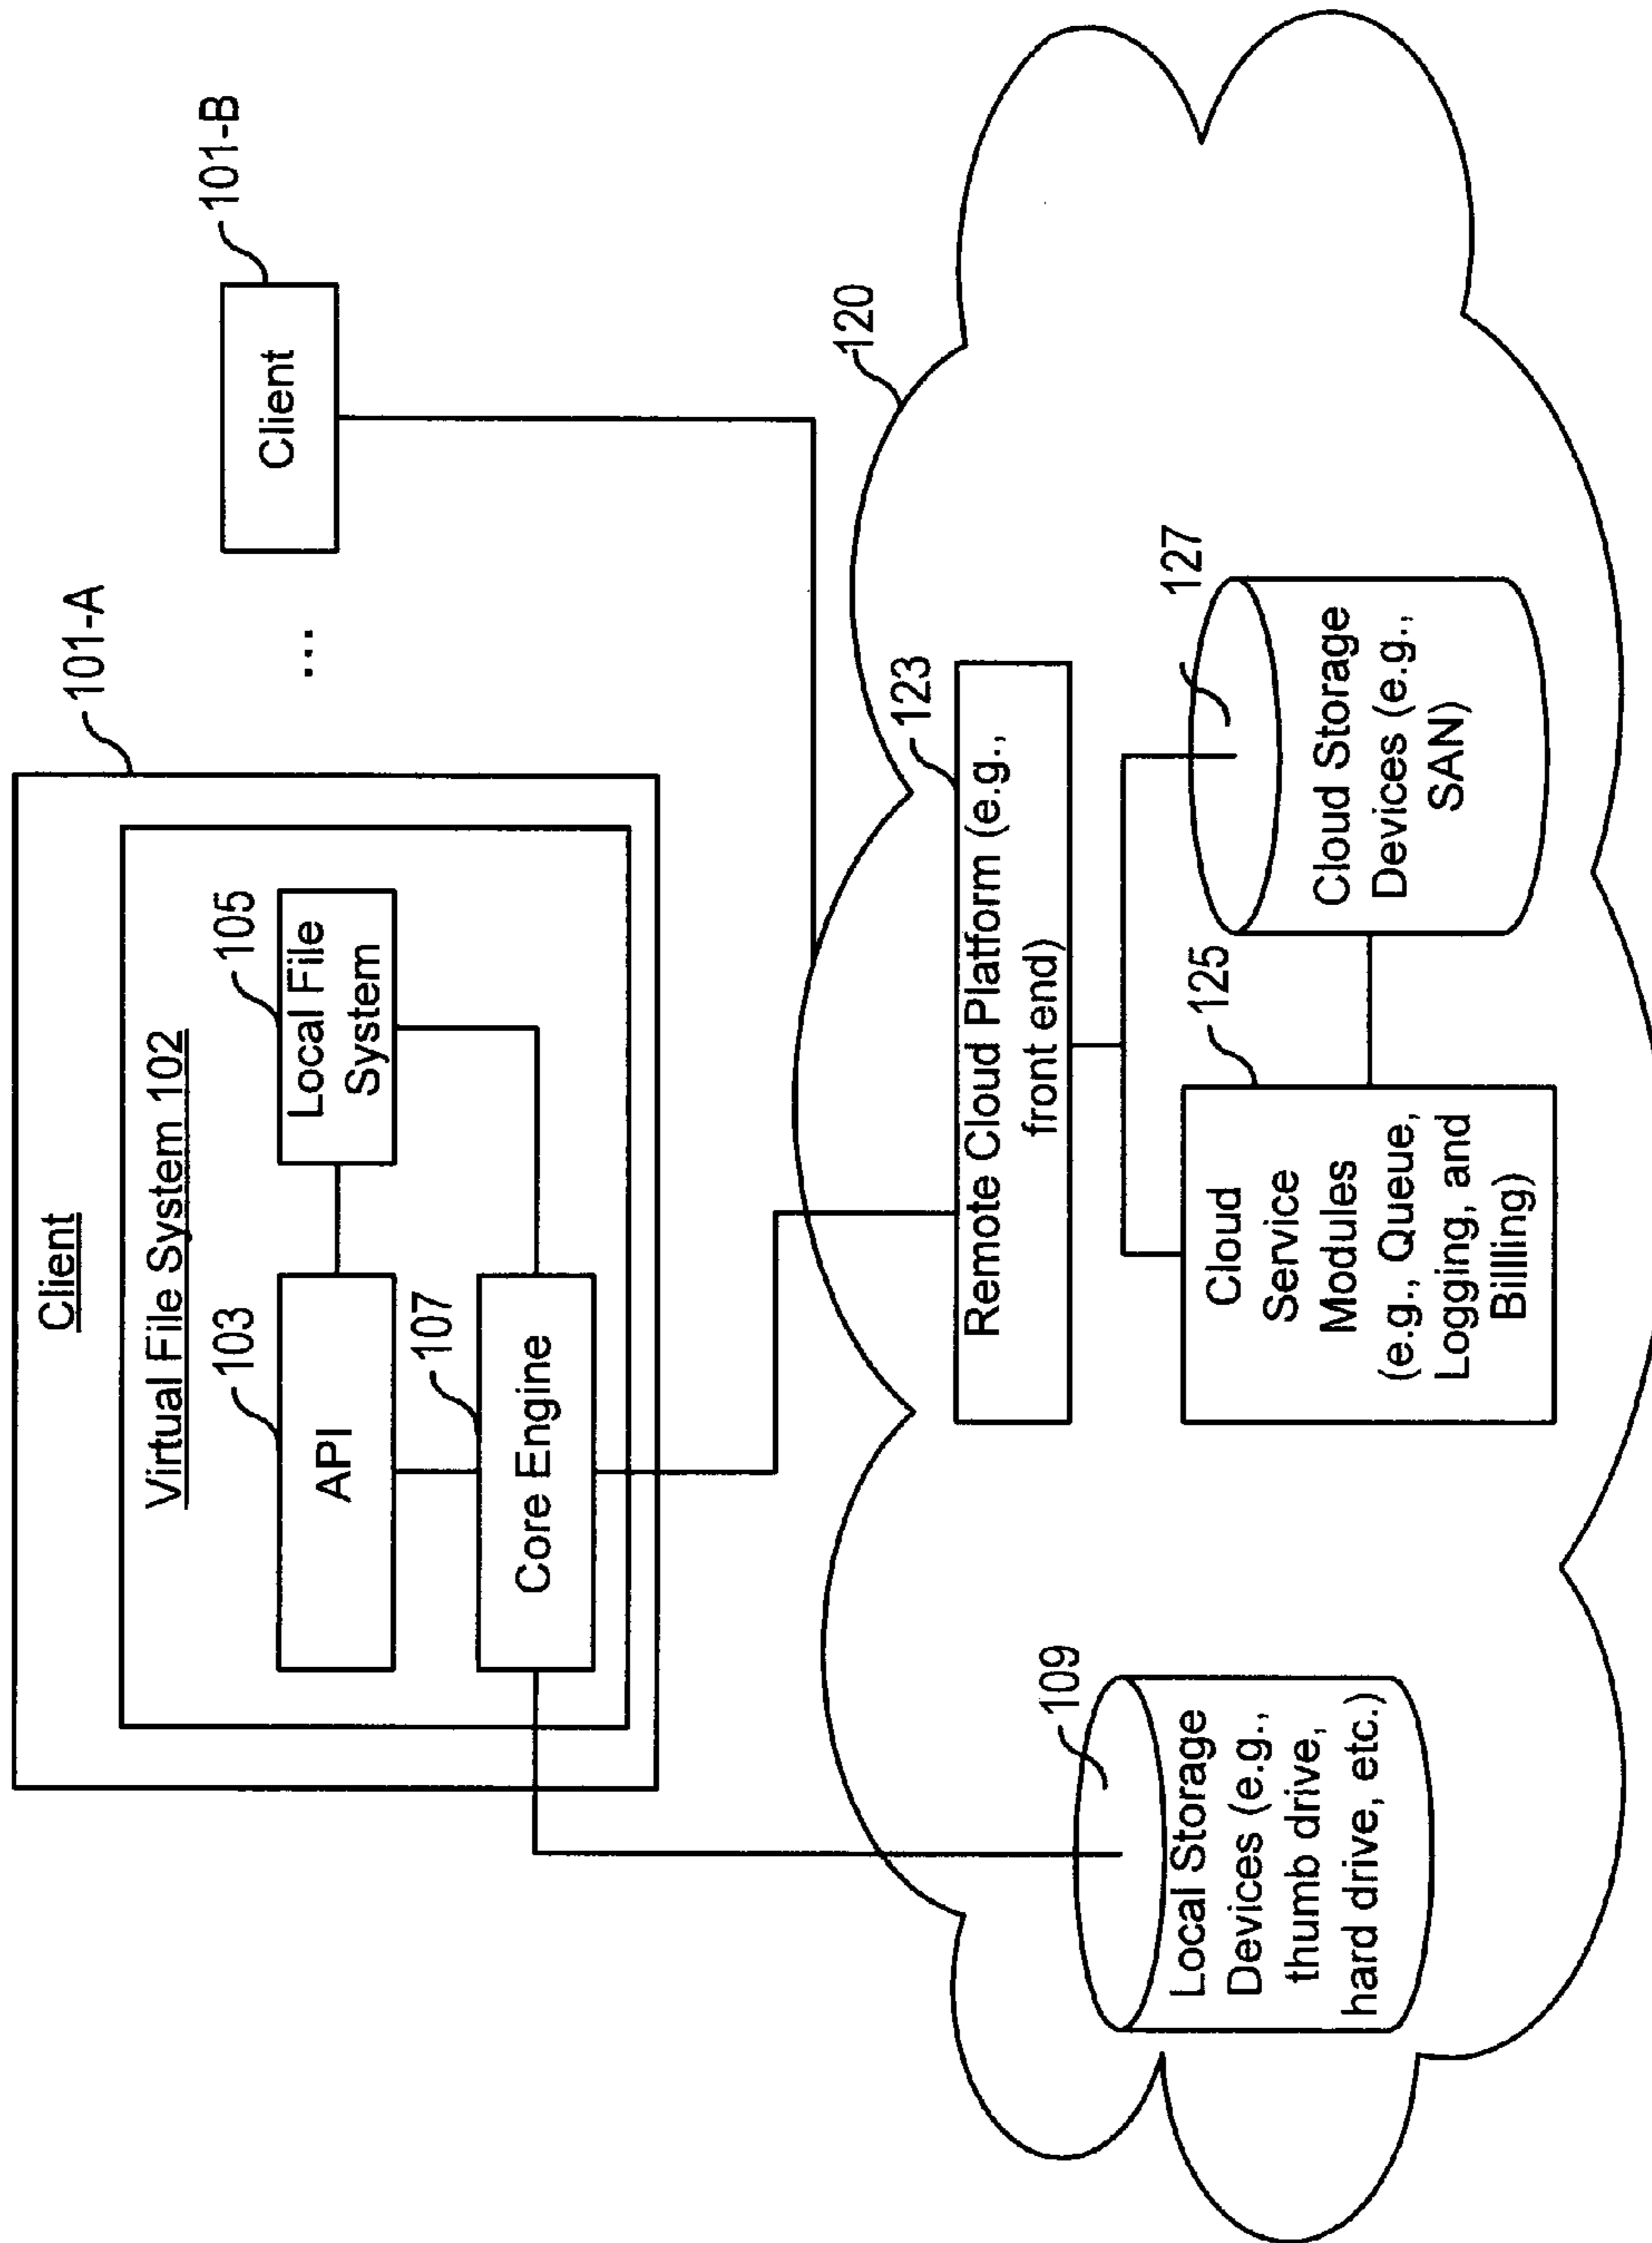 101-A
Client
Virtual File System 102
103
105
API
Local File
System
107
Core Engine
...
101-B
Client
120
109
Local Storage
Devices (e.g.,
thumb drive,
hard drive, etc.)
123
Remote Cloud Platform (e.g.,
front end)
125
Cloud
Service
Modules
(e.g., Queue,
Logging, and
Billling)
127
Cloud Storage
Devices (e.g.,
SAN)